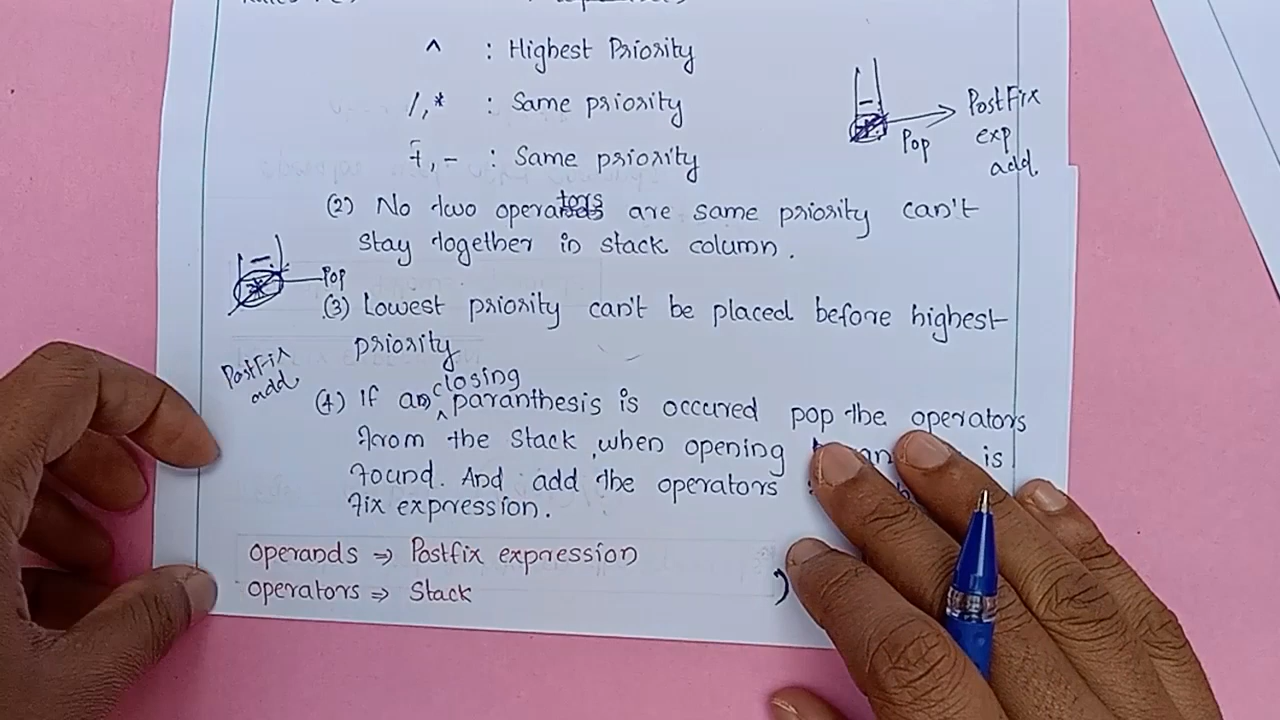 ^ : Highest Priority
/,* : Same priority
+,- : Same priority
Pop
PostFix
exp
add
(2) No two operators are same priority can't
stay together in stack column.
Pop
(3) Lowest priority can't be placed before highest
priority
PostFix
add
closing
(4) If an ^ paranthesis is occured pop the operators
from the stack, when opening is
found. And add the operators
fix expression.
operands ⇒ Postfix expression
operators ⇒ Stack
)